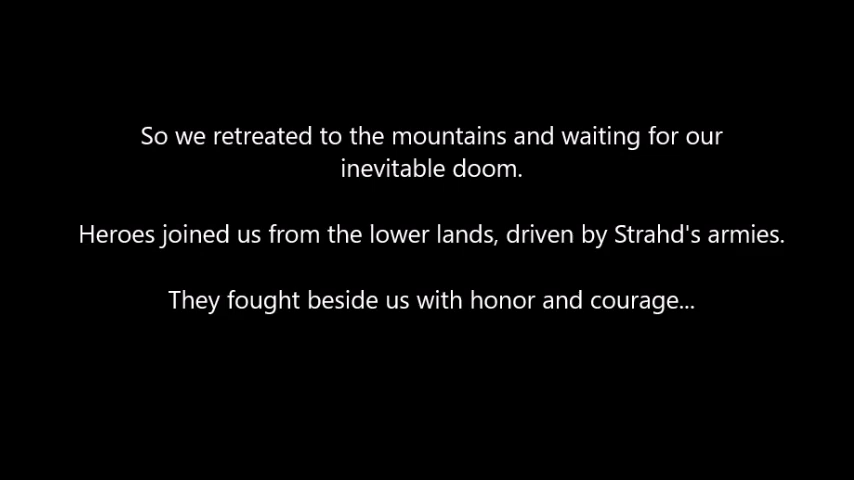 So we retreated to the mountains and waiting for our
inevitable doom.
Heroes joined us from the lower lands, driven by Strahd's armies.
They fought beside us with honor and courage...